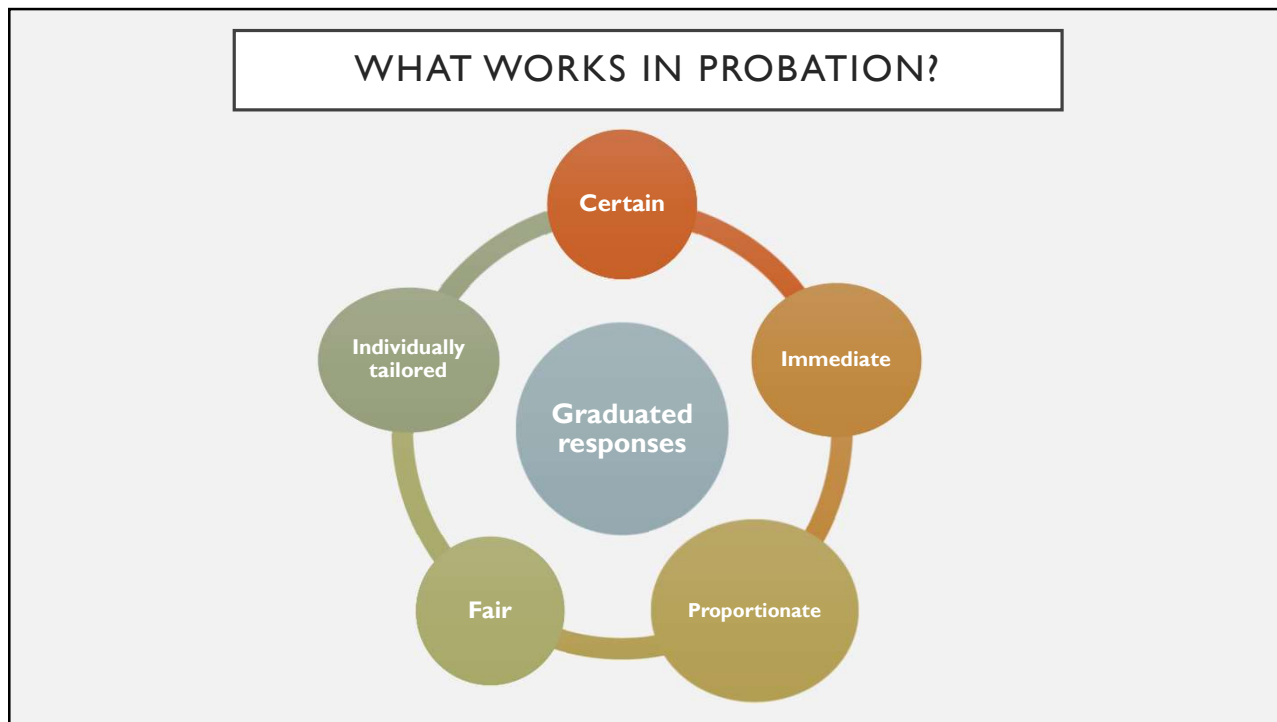 WHAT WORKS IN PROBATION?
Certain
Immediate
Proportionate
Fair
Individually
tailored
Graduated
responses